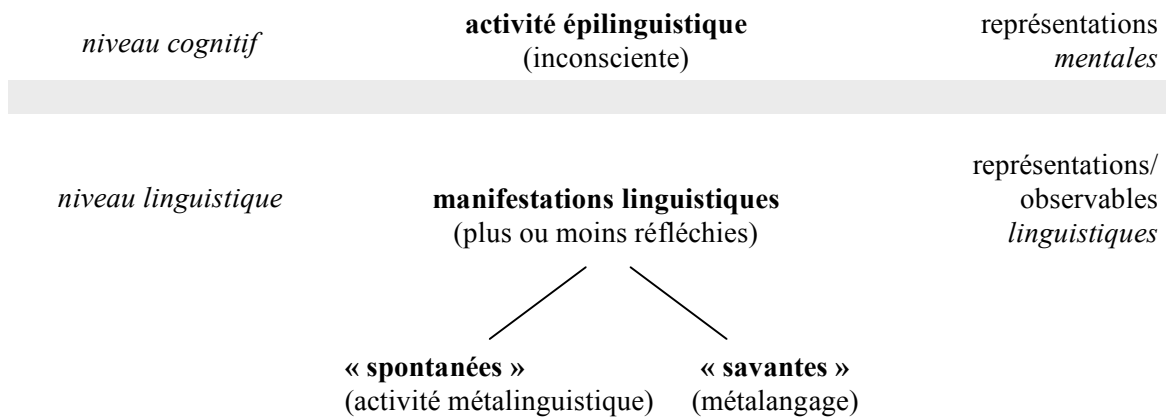 niveau cognitif
activité épilinguistique
(inconsciente)
représentations
mentales
niveau linguistique
manifestations linguistiques
(plus ou moins réfléchies)
représentations/
observables
linguistiques
« spontanées »
(activité métalinguistique)
« savantes »
(métalangage)